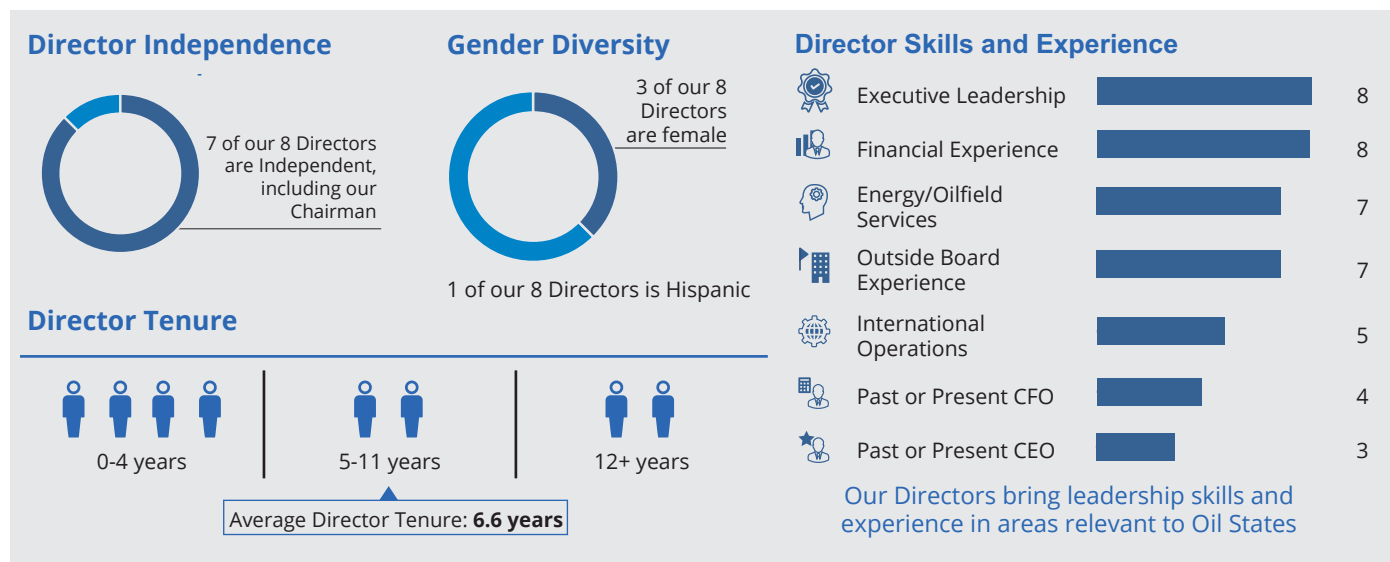 Director Independence
7 of our 8 Directors
are Independent,
including our
Chairman
Gender Diversity
3 of our 8
Directors
are female
1 of our 8 Directors is Hispanic
Director Tenure
0-4 years
5-11 years
12+ years
Average Director Tenure: 6.6 years
Director Skills and Experience
Executive Leadership 8
Financial Experience 8
Energy/Oilfield
Services 7
Outside Board
Experience 7
International
Operations 5
Past or Present CFO 4
Past or Present CEO 3
Our Directors bring leadership skills and
experience in areas relevant to Oil States